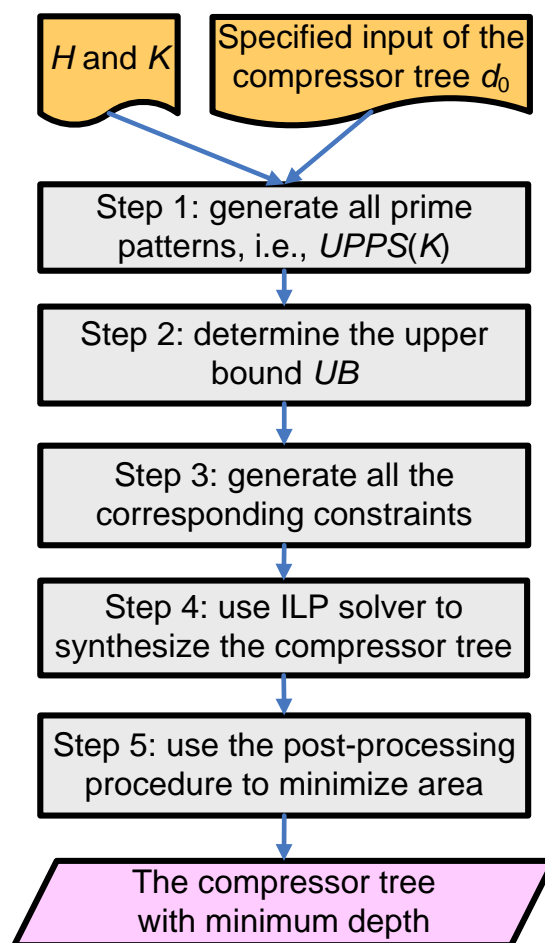 H and K
Specified input of the
compressor tree d0
Step 1: generate all prime
patterns, i.e., UPPS(K)
Step 2: determine the upper
bound UB
Step 3: generate all the
corresponding constraints
Step 4: use ILP solver to
synthesize the compressor tree
Step 5: use the post-processing
procedure to minimize area
The compressor tree
with minimum depth